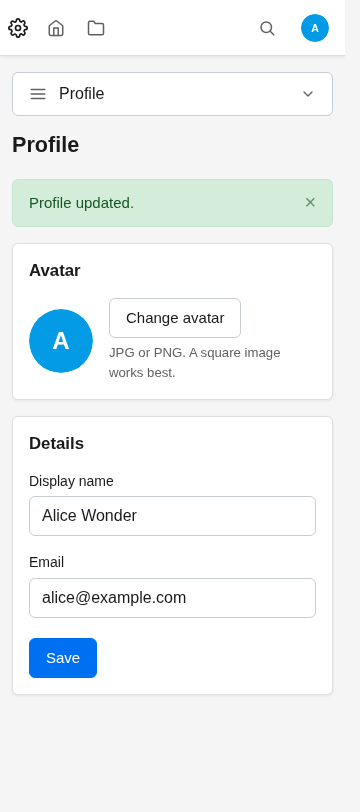 A
Profile
Profile
Profile updated.
Avatar
A
Change avatar
JPG or PNG. A square image
works best.
Details
Display name
Alice Wonder
Email
alice@example.com
Save